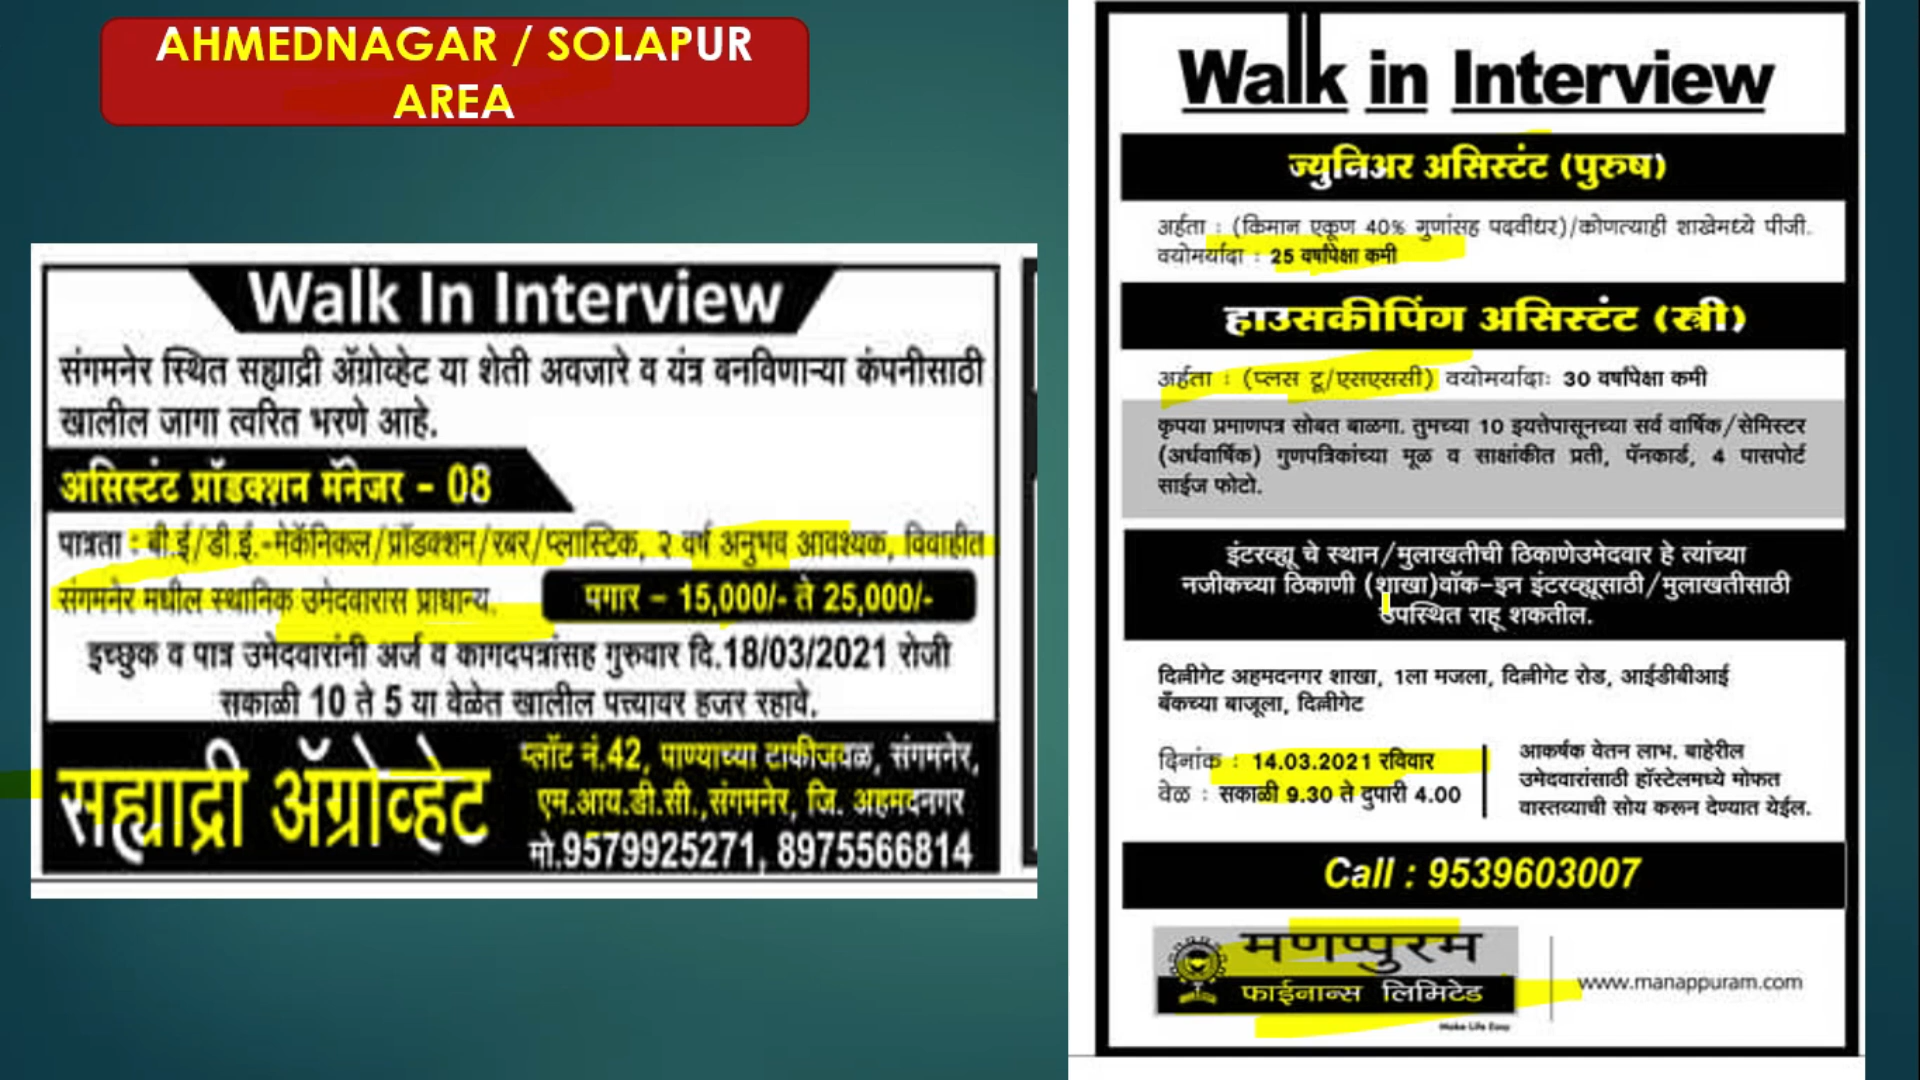 AHMEDNAGAR / SOLAPUR
AREA
Walk In Interview
संगमनेर स्थित सह्याद्री ॲग्रोव्हेट या शेती अवजारे व यंत्र बनविणाऱ्या कंपनीसाठी
खालील जागा त्वरित भरणे आहे.
असिस्टंट प्रॉडक्शन मॅनेजर - 08
पात्रता : बी.ई/डी.ई.-मेकॅनिकल/प्रॉडक्शन/रबर/प्लास्टिक, २ वर्ष अनुभव आवश्यक, विवाहीत
संगमनेर मधील स्थानिक उमेदवारास प्राधान्य.
पगार – 15,000/- ते 25,000/-
इच्छुक व पात्र उमेदवारांनी अर्ज व कागदपत्रांसह गुरुवार दि.18/03/2021 रोजी
सकाळी 10 ते 5 या वेळेत खालील पत्त्यावर हजर रहावे.
सह्याद्री ॲग्रोव्हेट
प्लॉट नं.42, पाण्याच्या टाकीजवळ, संगमनेर,
एम.आय.डी.सी.,संगमनेर, जि. अहमदनगर
मो.9579925271, 8975566814
Walk in Interview
ज्युनिअर असिस्टंट (पुरुष)
अर्हता : (किमान एकूण 40% गुणांसह पदवीधर)/कोणत्याही शाखेमध्ये पीजी.
वयोमर्यादा : 25 वर्षापेक्षा कमी
हाउसकीपिंग असिस्टंट (स्त्री)
अर्हता : (प्लस टू/एसएससी) वयोमर्यादाः 30 वर्षापेक्षा कमी
कृपया प्रमाणपत्र सोबत बाळगा. तुमच्या 10 इयत्तेपासूनच्या सर्व वार्षिक/सेमिस्टर
(अर्धवार्षिक) गुणपत्रिकांच्या मूळ व साक्षांकीत प्रती, पॅनकार्ड, 4 पासपोर्ट
साईज फोटो.
इंटरव्ह्यू चे स्थान/मुलाखतीची ठिकाणेउमेदवार हे त्यांच्या
नजीकच्या ठिकाणी (शाखा)वॉक-इन इंटरव्ह्यूसाठी/मुलाखतीसाठी
उपस्थित राहू शकतील.
दिल्लीगेट अहमदनगर शाखा, 1ला मजला, दिल्लीगेट रोड, आईडीबीआई
बँकच्या बाजूला, दिल्लीगेट
दिनांक : 14.03.2021 रविवार
वेळ : सकाळी 9.30 ते दुपारी 4.00
आकर्षक वेतन लाभ. बाहेरील
उमेदवारांसाठी हॉस्टेलमध्ये मोफत
वास्तव्याची सोय करून देण्यात येईल.
Call : 9539603007
मणप्पुरम
फाईनान्स लिमिटेड
Make Life Easy
www.manappuram.com